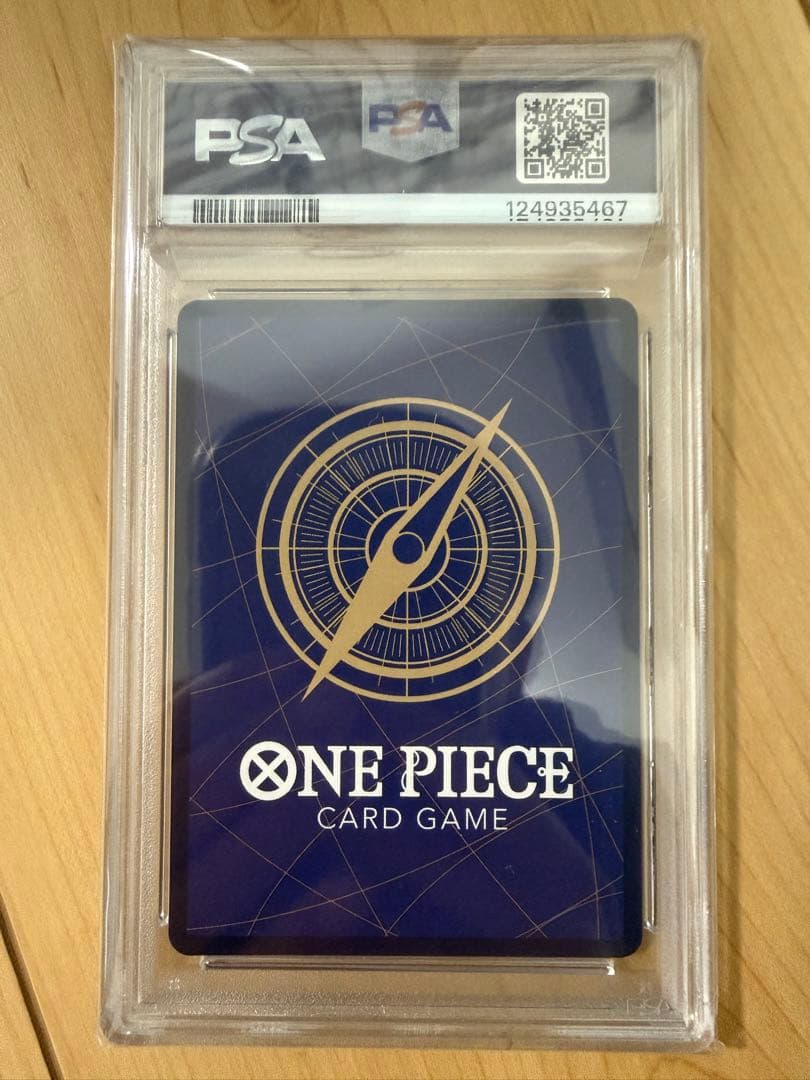 PSA
PSA
124935467
ONE PIECE
CARD GAME